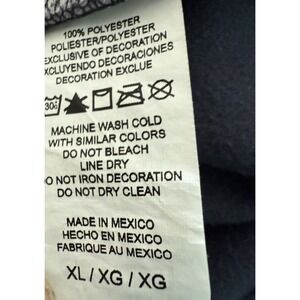 100% POLYESTER
POLIESTER/POLYESTER
EXCLUSIVE OF DECORATION
EXCLUYENDO DECORACIONES
DECORATION EXCLUE
30c
MACHINE WASH COLD
WITH SIMILAR COLORS
DO NOT BLEACH
LINE DRY
DO NOT IRON DECORATION
DO NOT DRY CLEAN
MADE IN MEXICO
HECHO EN MEXICO
FABRIQUE AU MEXIC
XL / XG / XG